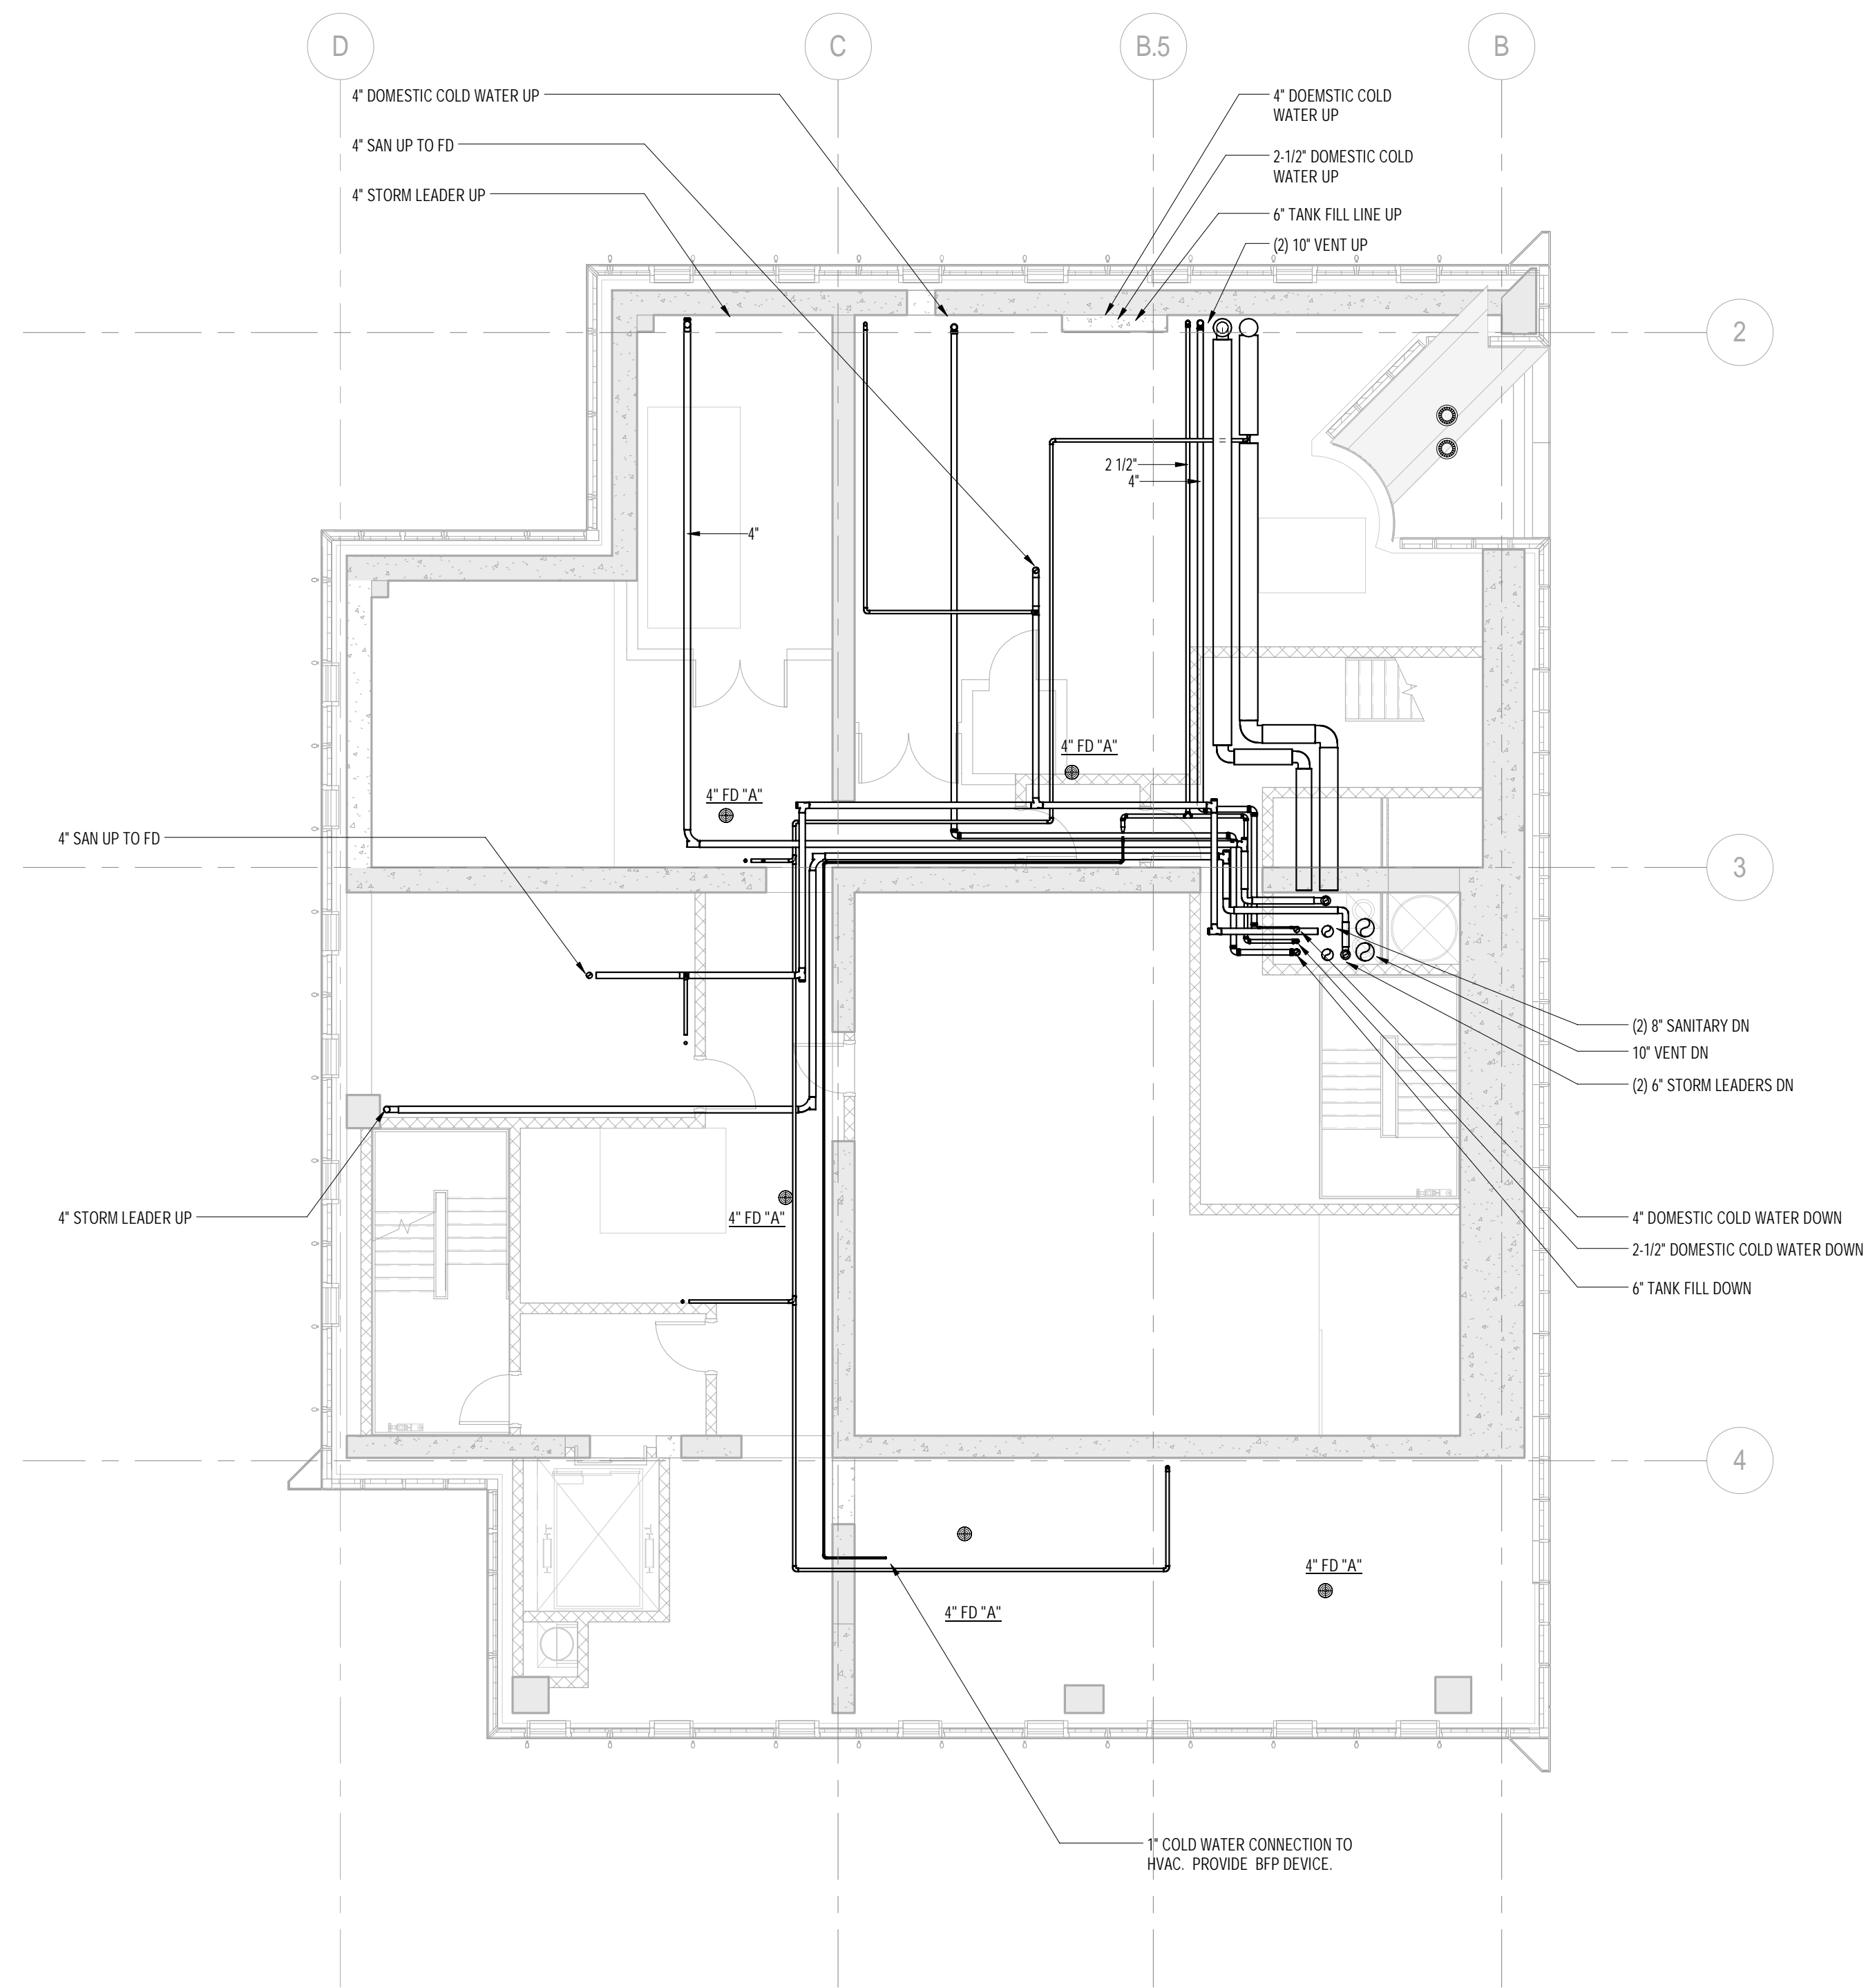 D
C
B.5
B
4" DOMESTIC COLD WATER UP
4" SAN UP TO FD
4" STORM LEADER UP
4" DOEMSTIC COLD
WATER UP
2-1/2" DOMESTIC COLD
WATER UP
6" TANK FILL LINE UP
(2) 10" VENT UP
2
2 1/2"
4"
4"
4" FD "A"
4" FD "A"
4" SAN UP TO FD
3
(2) 8" SANITARY DN
10" VENT DN
(2) 6" STORM LEADERS DN
4" STORM LEADER UP
4" FD "A"
4" DOMESTIC COLD WATER DOWN
2-1/2" DOMESTIC COLD WATER DOWN
6" TANK FILL DOWN
4
4" FD "A"
4" FD "A"
1" COLD WATER CONNECTION TO
HVAC. PROVIDE BFP DEVICE.